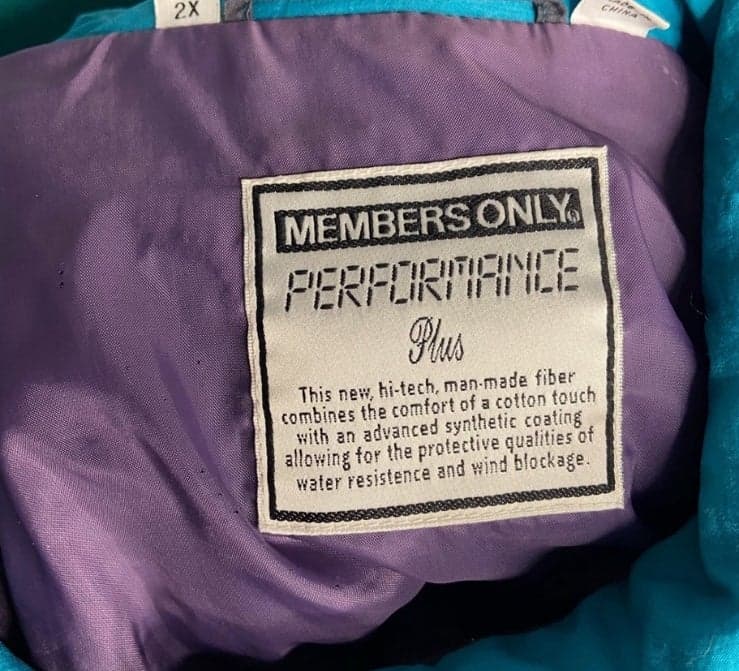 2X
CHINA
MEMBERS ONLY®
PERFORMANCE
Plus
This new, hi-tech, man-made fiber
combines the comfort of a cotton touch
with an advanced synthetic coating
allowing for the protective qualities of
water resistence and wind blockage.